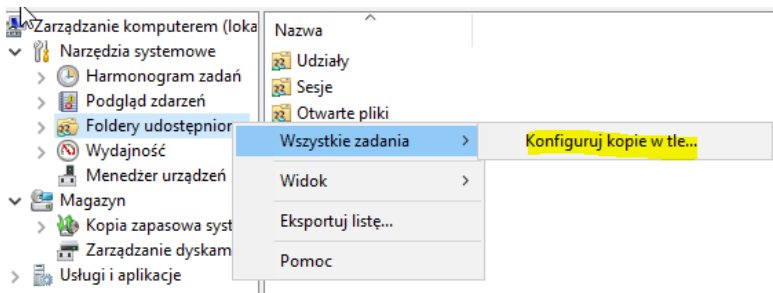 Zarządzanie komputerem (loka
Narzędzia systemowe
Harmonogram zadań
Podgląd zdarzeń
Foldery udostępnior
Wydajność
Menedżer urządzeń
Magazyn
Kopia zapasowa syst
Zarządzanie dyskam
Usługi i aplikacje
Nazwa
Udziały
Sesje
Otwarte pliki
Wszystkie zadania
Widok
Eksportuj listę...
Pomoc
Konfiguruj kopie w tle...